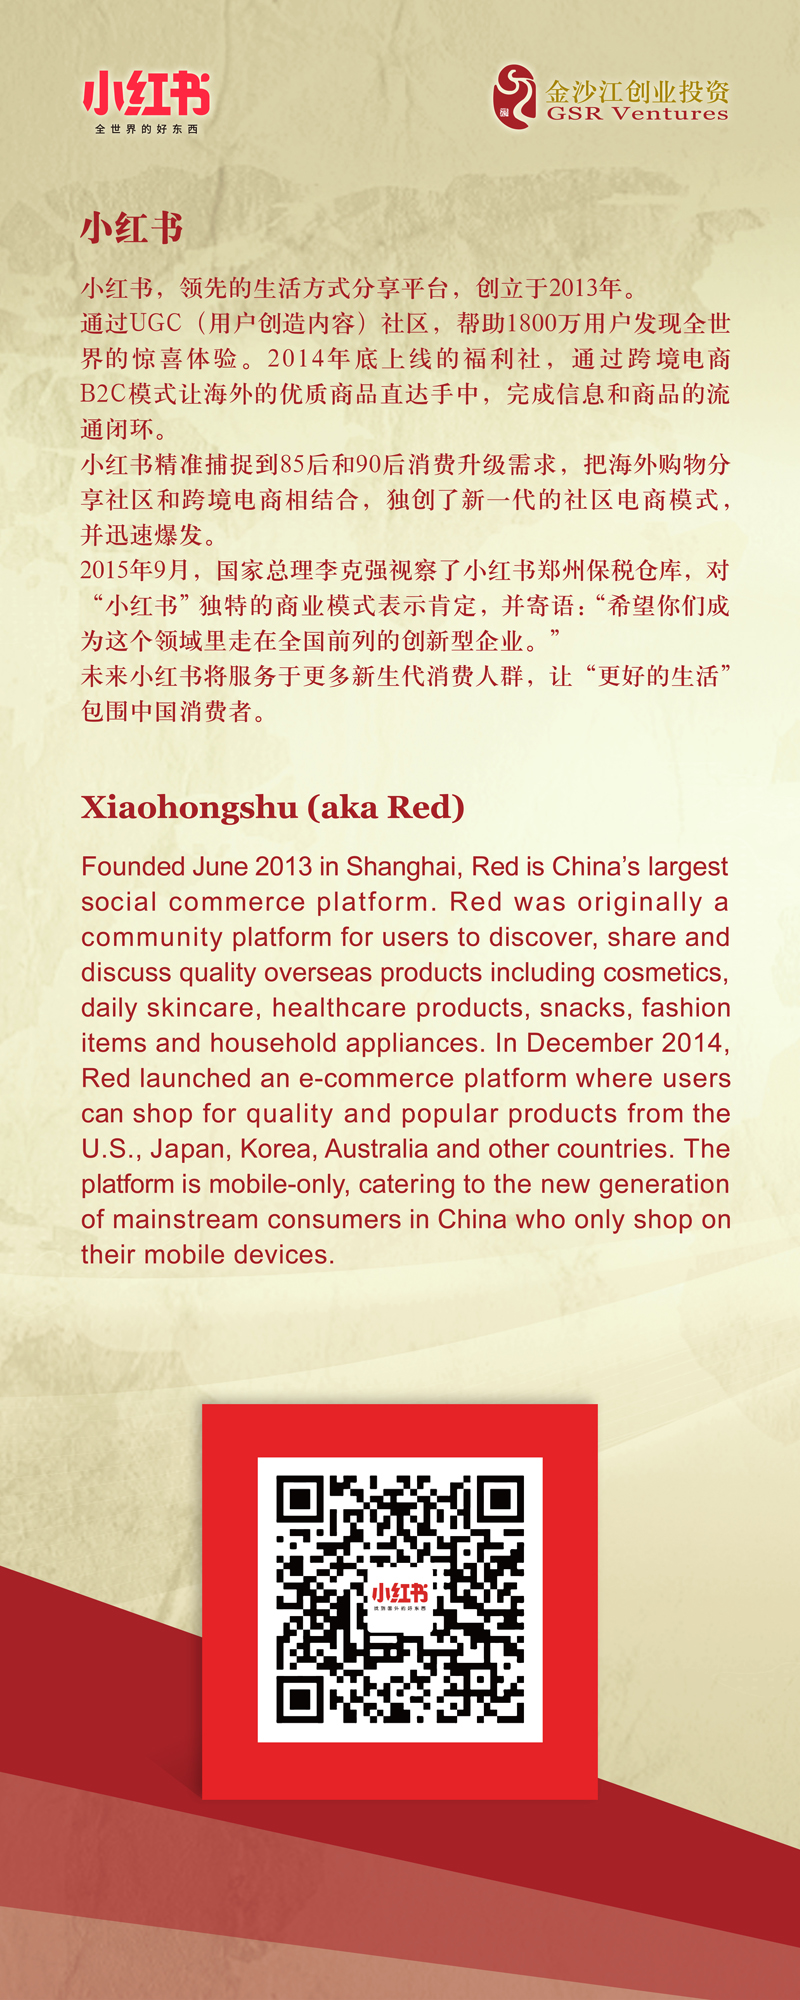 小红书
全世界的好东西
金沙江创业投资
GSR Ventures
小红书
小红书，领先的生活方式分享平台，创立于2013年。
通过UGC（用户创造内容）社区，帮助1800万用户发现全世
界的惊喜体验。2014年底上线的福利社，通过跨境电商
B2C模式让海外的优质商品直达手中，完成信息和商品的流
通闭环。
小红书精准捕捉到85后和90后消费升级需求，把海外购物分
享社区和跨境电商相结合，独创了新一代的社区电商模式，
并迅速爆发。
2015年9月，国家总理李克强视察了小红书郑州保税仓库，对
“小红书”独特的商业模式表示肯定，并寄语：“希望你们成
为这个领域里走在全国前列的创新型企业。”
未来小红书将服务于更多新生代消费人群，让“更好的生活”
包围中国消费者。
Xiaohongshu (aka Red)
Founded June 2013 in Shanghai, Red is China’s largest
social commerce platform. Red was originally a
community platform for users to discover, share and
discuss quality overseas products including cosmetics,
daily skincare, healthcare products, snacks, fashion
items and household appliances. In December 2014,
Red launched an e-commerce platform where users
can shop for quality and popular products from the
U.S., Japan, Korea, Australia and other countries. The
platform is mobile-only, catering to the new generation
of mainstream consumers in China who only shop on
their mobile devices.
小红书
找到国外的好东西